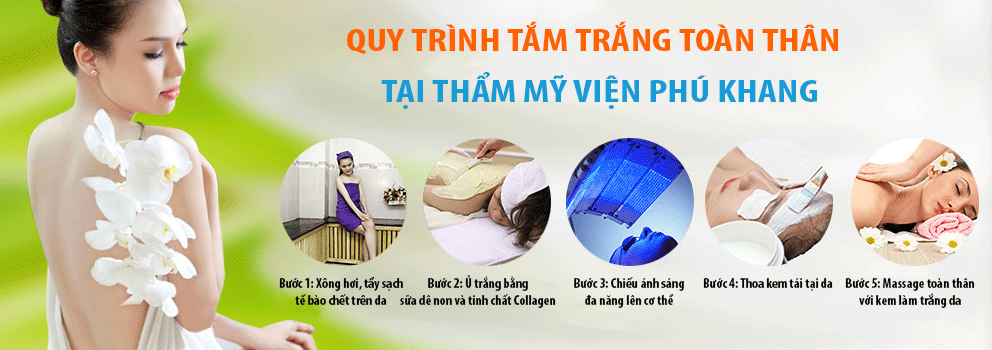 QUY TRÌNH TẮM TRẮNG TOÀN THÂN
TẠI THẨM MỸ VIỆN PHÚ KHANG
Bước 1: Xông hơi, tẩy sạch
tế bào chết trên da
Bước 2: Ủ trắng bằng
sữa dê non và tinh chất Collagen
Bước 3: Chiếu ánh sáng
đa năng lên cơ thể
Bước 4: Thoa kem tái tại da
Bước 5: Massage toàn thân
với kem làm trắng da